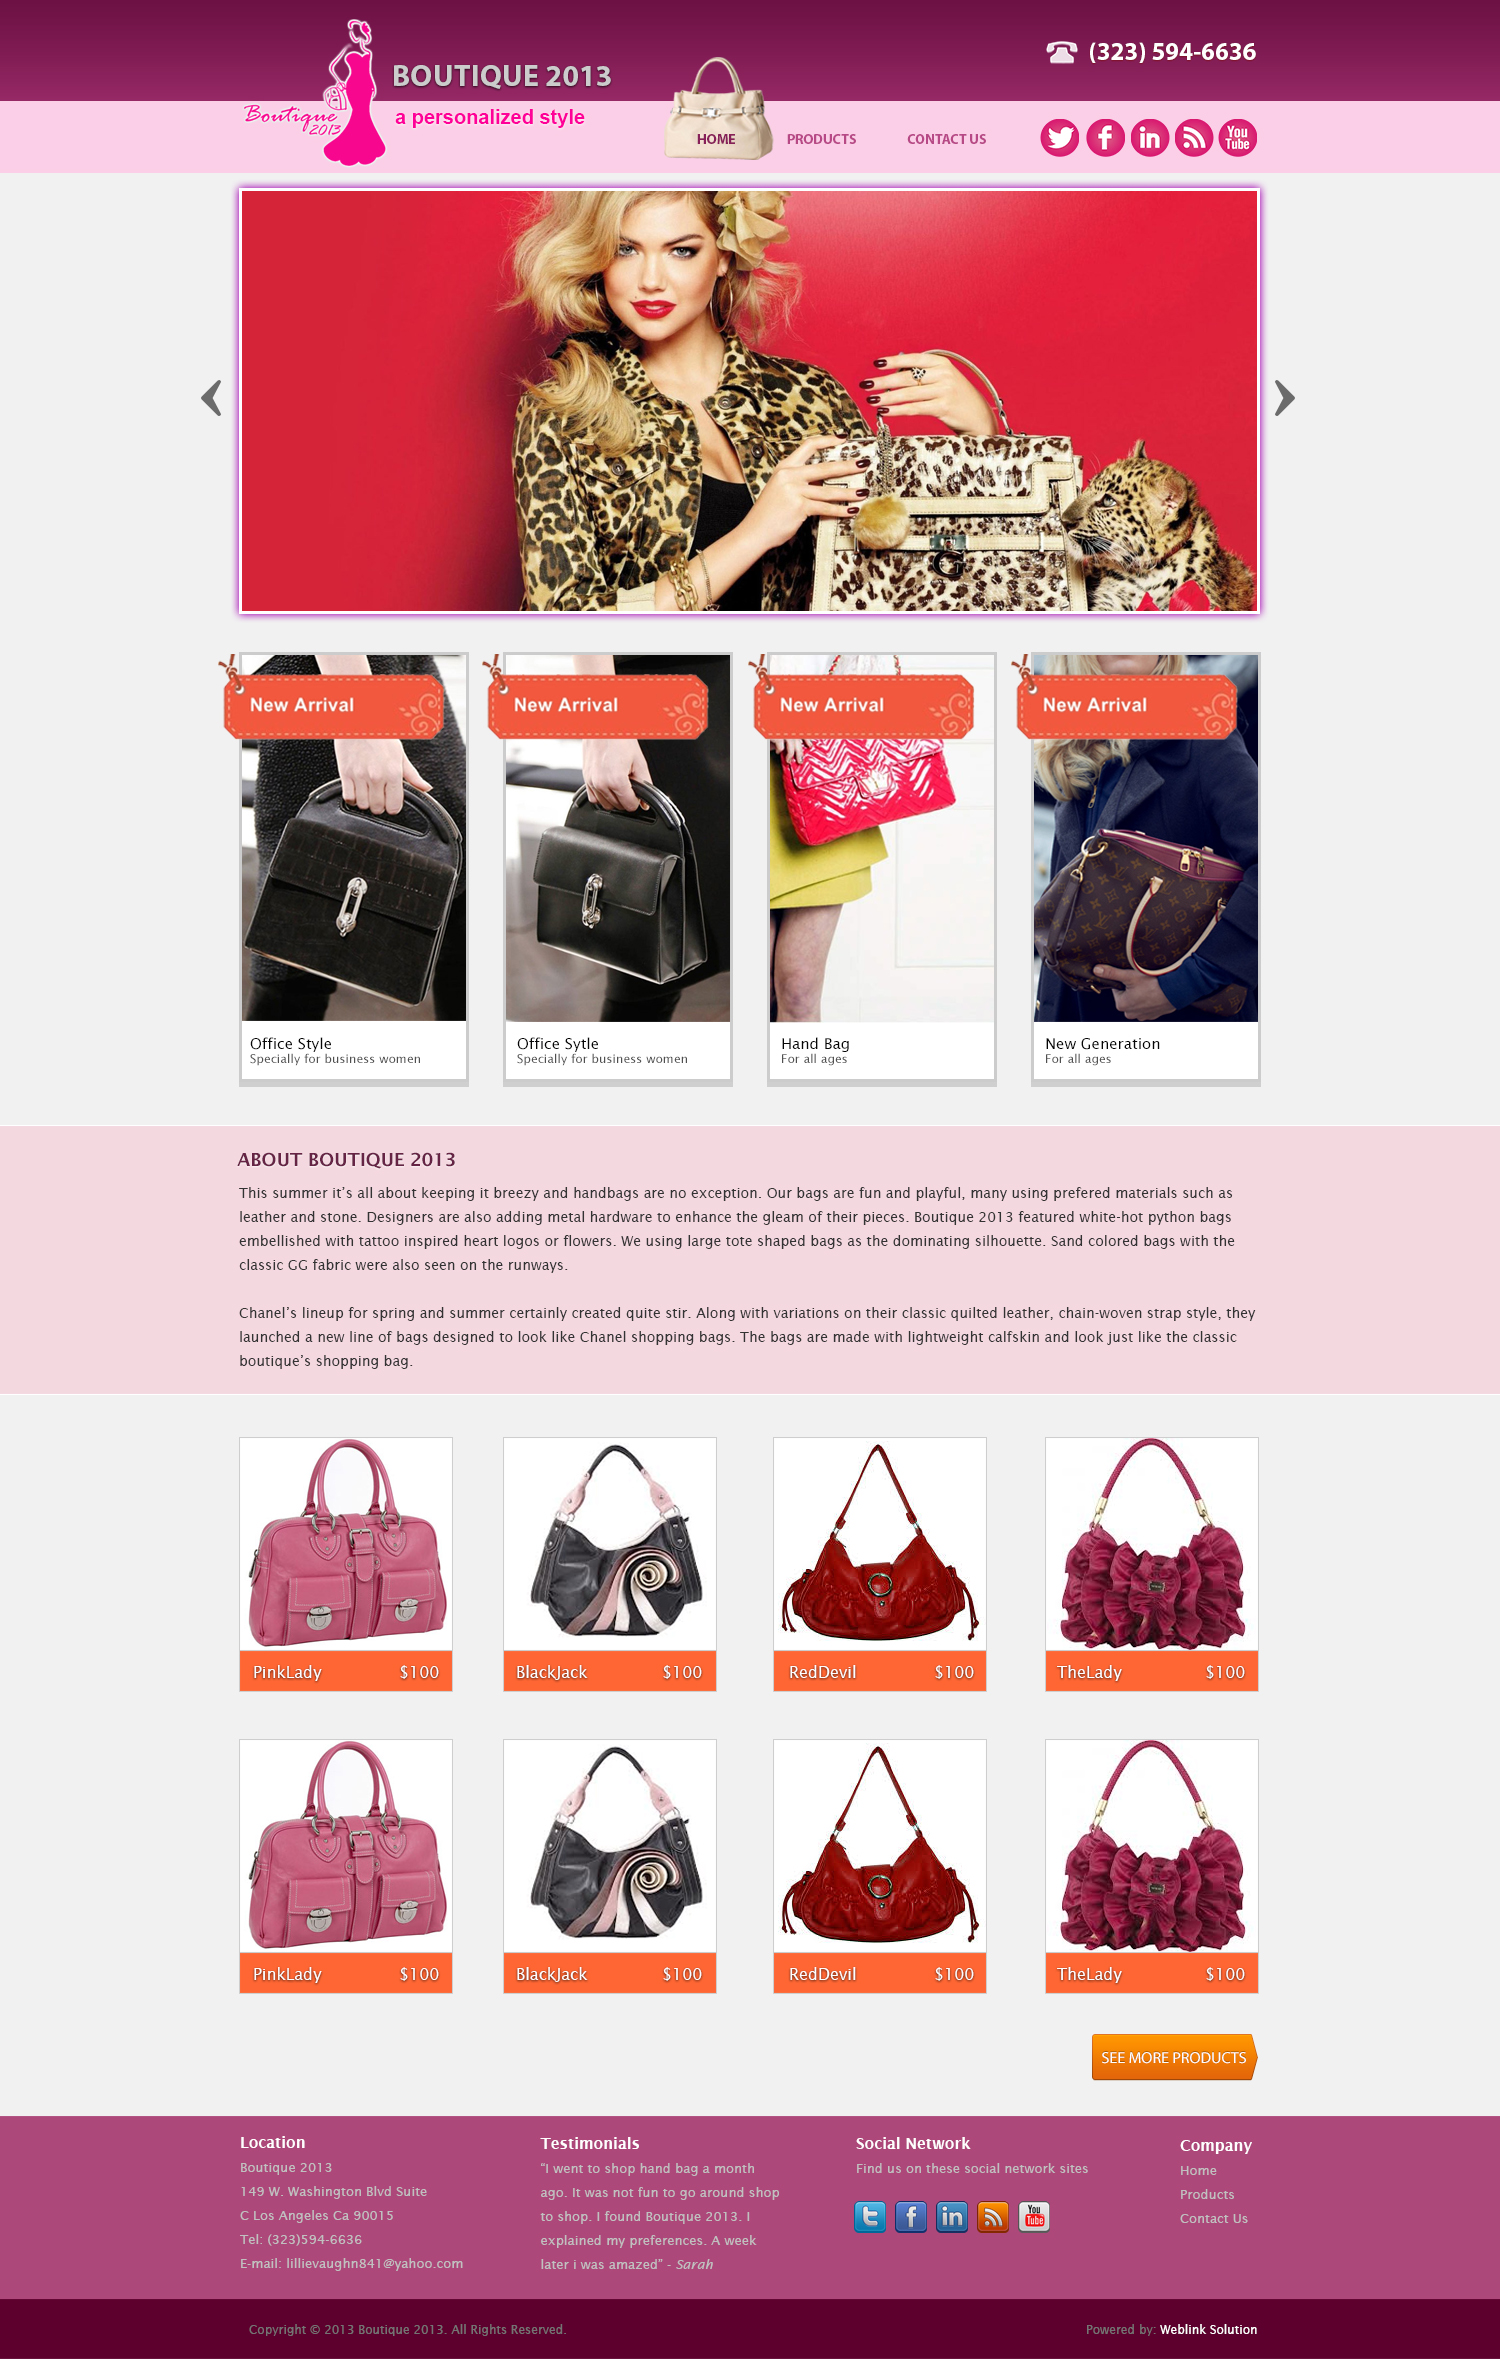 BOUTIQUE 2013
a personalized style
Boutique
2013
(323) 594-6636
HOME PRODUCTS CONTACT US
You
Tube
New Arrival
New Arrival
New Arrival
New Arrival
Office Style
Specially for business women
Office Sytle
Specially for business women
Hand Bag
For all ages
New Generation
For all ages
ABOUT BOUTIQUE 2013
This summer it’s all about keeping it breezy and handbags are no exception. Our bags are fun and playful, many using prefered materials such as
leather and stone. Designers are also adding metal hardware to enhance the gleam of their pieces. Boutique 2013 featured white-hot python bags
embellished with tattoo inspired heart logos or flowers. We using large tote shaped bags as the dominating silhouette. Sand colored bags with the
classic GG fabric were also seen on the runways.
Chanel’s lineup for spring and summer certainly created quite stir. Along with variations on their classic quilted leather, chain-woven strap style, they
launched a new line of bags designed to look like Chanel shopping bags. The bags are made with lightweight calfskin and look just like the classic
boutique’s shopping bag.
PinkLady $100
BlackJack $100
RedDevil $100
TheLady $100
PinkLady $100
BlackJack $100
RedDevil $100
TheLady $100
SEE MORE PRODUCTS
Location
Boutique 2013
149 W. Washington Blvd Suite
C Los Angeles Ca 90015
Tel: (323)594-6636
E-mail: lillievaughn841@yahoo.com
Testimonials
“I went to shop hand bag a month
ago. It was not fun to go around shop
to shop. I found Boutique 2013. I
explained my preferences. A week
later i was amazed” - Sarah
Social Network
Find us on these social network sites
You
Tube
Company
Home
Products
Contact Us
Copyright © 2013 Boutique 2013. All Rights Reserved.
Powered by: Weblink Solution